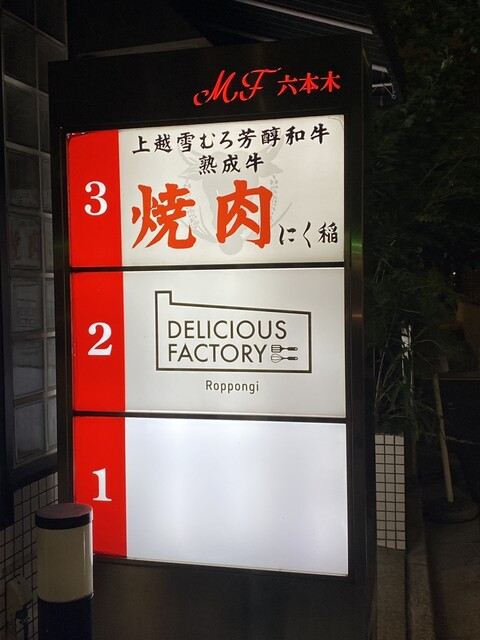 MF 六本木
上越雪むろ芳醇和牛
熟成牛
3
焼肉 にく稲
2
DELICIOUS
FACTORY
Roppongi
1